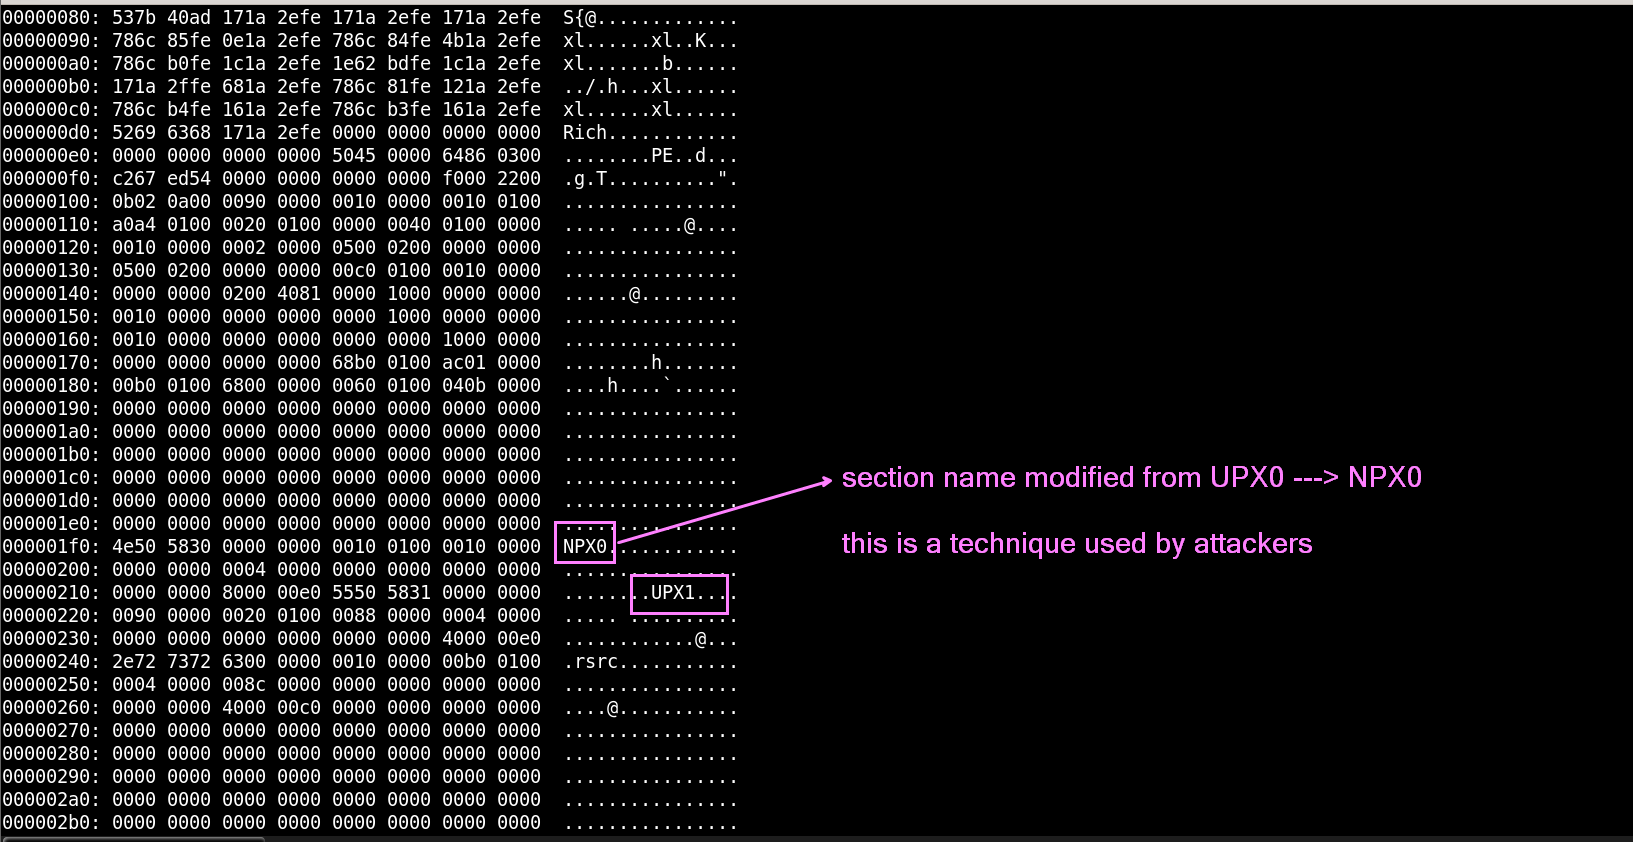 00000080: 537b 40ad 171a 2efe 171a 2efe 171a 2efe  S{@.............
00000090: 786c 85fe 0e1a 2efe 786c 84fe 4b1a 2efe  xl......xl..K...
000000a0: 786c b0fe 1c1a 2efe 1e62 bdfe 1c1a 2efe  xl.......b......
000000b0: 171a 2ffe 681a 2efe 786c 81fe 121a 2efe  ../.h...xl......
000000c0: 786c b4fe 161a 2efe 786c b3fe 161a 2efe  xl......xl......
000000d0: 5269 6368 171a 2efe 0000 0000 0000 0000  Rich............
000000e0: 0000 0000 0000 0000 5045 0000 6486 0300  ........PE..d...
000000f0: c267 ed54 0000 0000 0000 0000 f000 2200  .g.T..........".
00000100: 0b02 0a00 0090 0000 0010 0000 0010 0100  ................
00000110: a0a4 0100 0020 0100 0000 0040 0100 0000  ..... .....@....
00000120: 0010 0000 0002 0000 0500 0200 0000 0000  ................
00000130: 0500 0200 0000 0000 00c0 0100 0010 0000  ................
00000140: 0000 0000 0200 4081 0000 1000 0000 0000  ......@.........
00000150: 0010 0000 0000 0000 0000 1000 0000 0000  ................
00000160: 0010 0000 0000 0000 0000 0000 1000 0000  ................
00000170: 0000 0000 0000 0000 68b0 0100 ac01 0000  ........h.......
00000180: 00b0 0100 6800 0000 0060 0100 040b 0000  ....h....`......
00000190: 0000 0000 0000 0000 0000 0000 0000 0000  ................
000001a0: 0000 0000 0000 0000 0000 0000 0000 0000  ................
000001b0: 0000 0000 0000 0000 0000 0000 0000 0000  ................
000001c0: 0000 0000 0000 0000 0000 0000 0000 0000  ................
section name modified from UPX0 ---> NPX0
000001d0: 0000 0000 0000 0000 0000 0000 0000 0000  ................
000001e0: 0000 0000 0000 0000 0000 0000 0000 0000  ................
000001f0: 4e50 5830 0000 0000 0010 0100 0010 0000  NPX0............
this is a technique used by attackers
00000200: 0000 0000 0004 0000 0000 0000 0000 0000  ................
00000210: 0000 0000 8000 00e0 5550 5831 0000 0000  ........UPX1....
00000220: 0090 0000 0020 0100 0088 0000 0004 0000  ..... ..........
00000230: 0000 0000 0000 0000 0000 0000 4000 00e0  ............@...
00000240: 2e72 7372 6300 0000 0010 0000 00b0 0100  .rsrc...........
00000250: 0004 0000 008c 0000 0000 0000 0000 0000  ................
00000260: 0000 0000 4000 00c0 0000 0000 0000 0000  ....@...........
00000270: 0000 0000 0000 0000 0000 0000 0000 0000  ................
00000280: 0000 0000 0000 0000 0000 0000 0000 0000  ................
00000290: 0000 0000 0000 0000 0000 0000 0000 0000  ................
000002a0: 0000 0000 0000 0000 0000 0000 0000 0000  ................
000002b0: 0000 0000 0000 0000 0000 0000 0000 0000  ................